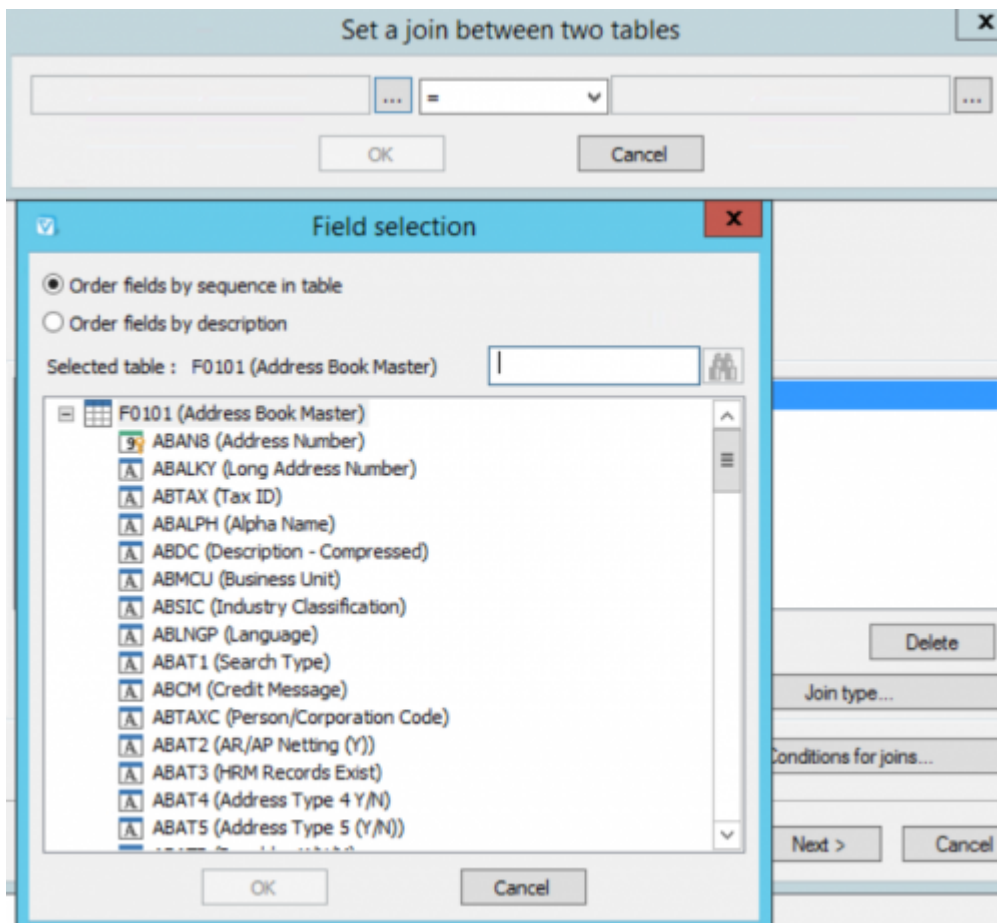 Set a join between two tables
x
... = ...
OK Cancel
Field selection
x
Order fields by sequence in table
Order fields by description
Selected table : F0101 (Address Book Master)
F0101 (Address Book Master)
ABAN8 (Address Number)
ABALKY (Long Address Number)
ABTAX (Tax ID)
ABALPH (Alpha Name)
ABDC (Description - Compressed)
ABMCU (Business Unit)
ABSIC (Industry Classification)
ABLNGP (Language)
ABAT1 (Search Type)
ABCM (Credit Message)
ABTAXC (Person/Corporation Code)
ABAT2 (AR/AP Netting (Y))
ABAT3 (HRM Records Exist)
ABAT4 (Address Type 4 Y/N)
ABAT5 (Address Type 5 (Y/N))
OK Cancel
Delete
Join type...
Conditions for joins...
Next > Cancel